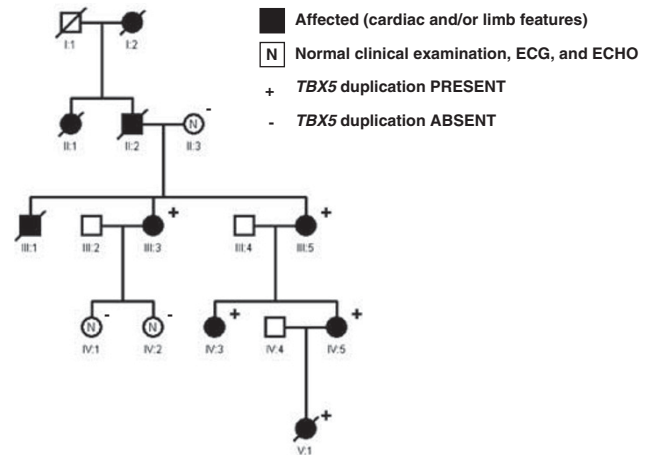 Affected (cardiac and/or limb features)
N Normal clinical examination, ECG, and ECHO
+ TBX5 duplication PRESENT
- TBX5 duplication ABSENT
I:1 I:2
N -
II:1 II:2 II:3
+ +
III:1 III:2 III:3 III:4 III:5
N - N - + +
IV:1 IV:2 IV:3 IV:4 IV:5
+
V:1